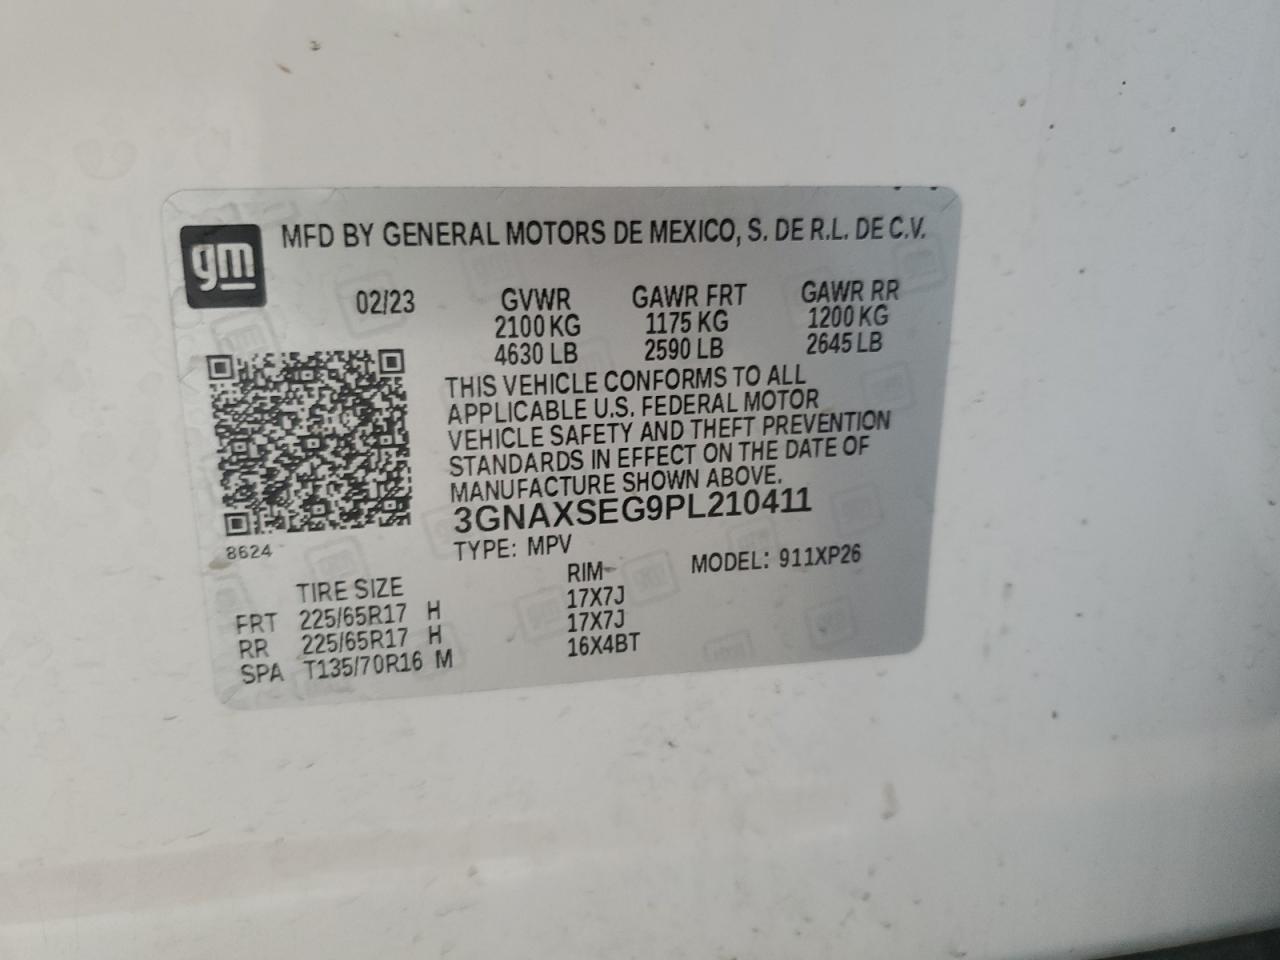 gm
MFD BY GENERAL MOTORS DE MEXICO, S. DE R.L. DE C.V.
02/23 GVWR GAWR FRT GAWR RR
2100 KG 1175 KG 1200 KG
4630 LB 2590 LB 2645 LB
THIS VEHICLE CONFORMS TO ALL
APPLICABLE U.S. FEDERAL MOTOR
VEHICLE SAFETY AND THEFT PREVENTION
STANDARDS IN EFFECT ON THE DATE OF
MANUFACTURE SHOWN ABOVE.
3GNAXSEG9PL210411
8624
TYPE: MPV MODEL: 911XP26
TIRE SIZE RIM
FRT 225/65R17 H 17X7J
RR 225/65R17 H 17X7J
SPA T135/70R16 M 16X4BT